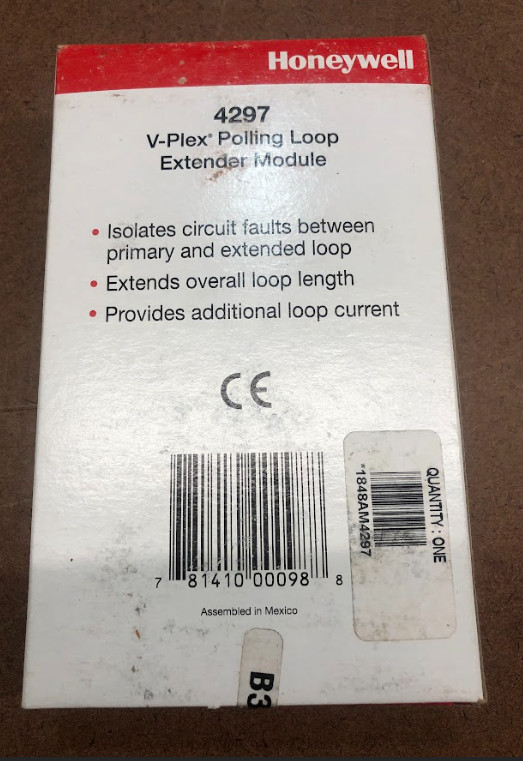 Honeywell
4297
V-Plex® Polling Loop
Extender Module
• Isolates circuit faults between
primary and extended loop
• Extends overall loop length
• Provides additional loop current
CE
7 81410 00098 8
Assembled in Mexico
QUANTITY : ONE
*1848AM4297
B3